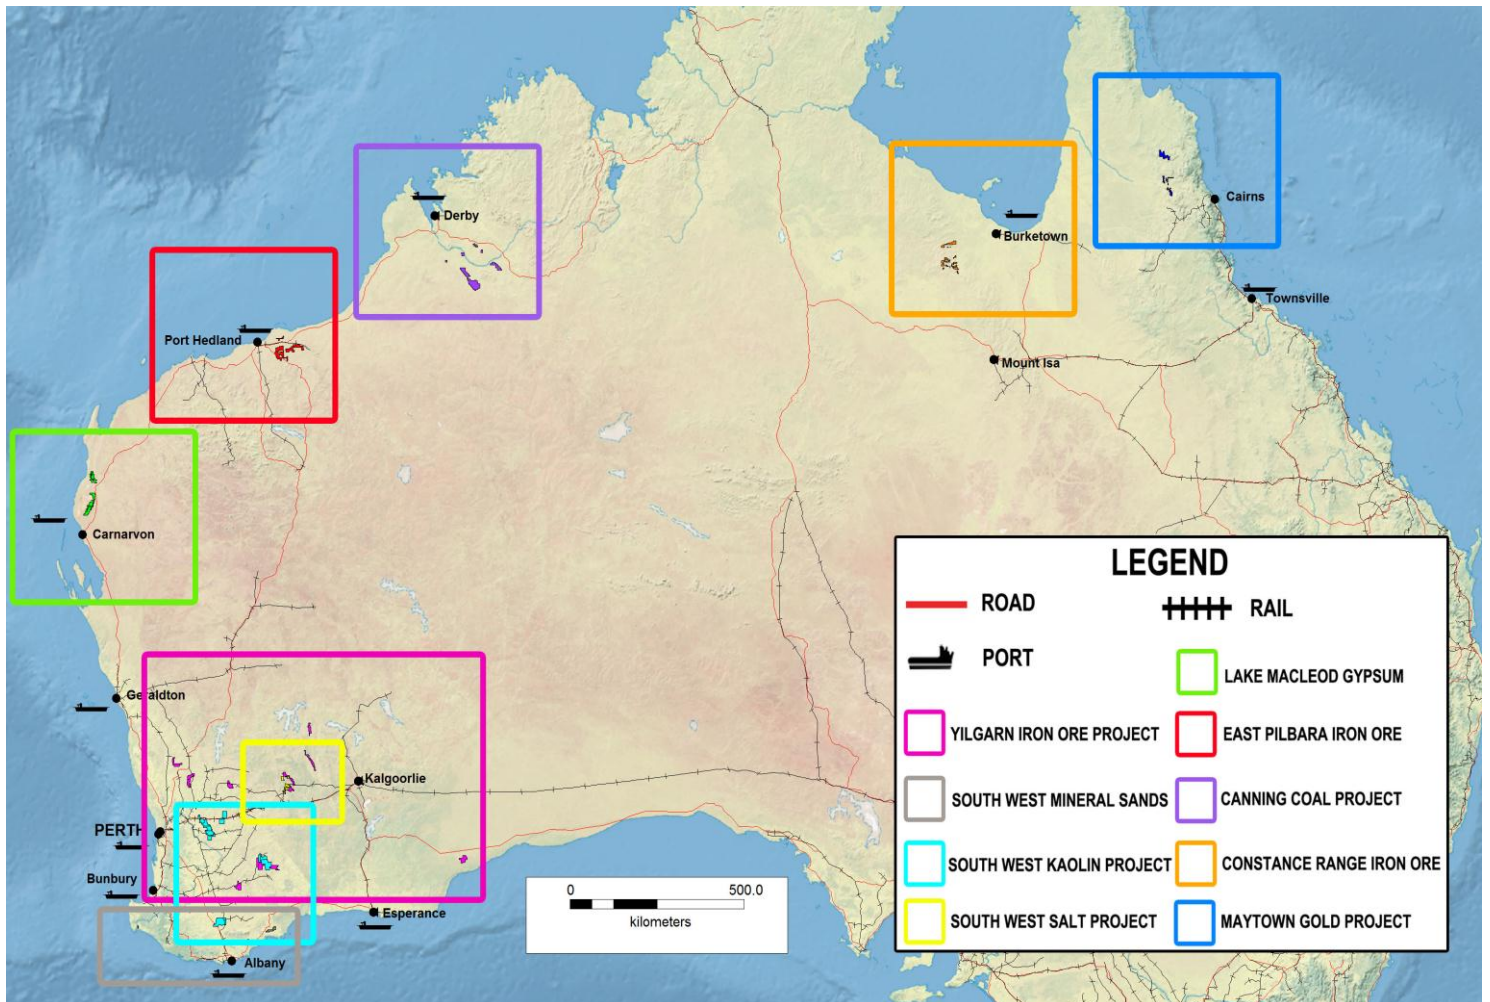 Derby
Cairns
Burketown
Townsville
Port Hedland
Mount Isa
Carnarvon
Geraldton
Kalgoorlie
PERTH
Bunbury
Esperance
Albany
0 500.0
kilometers
LEGEND
ROAD
RAIL
PORT
LAKE MACLEOD GYPSUM
YILGARN IRON ORE PROJECT
EAST PILBARA IRON ORE
SOUTH WEST MINERAL SANDS
CANNING COAL PROJECT
SOUTH WEST KAOLIN PROJECT
CONSTANCE RANGE IRON ORE
SOUTH WEST SALT PROJECT
MAYTOWN GOLD PROJECT